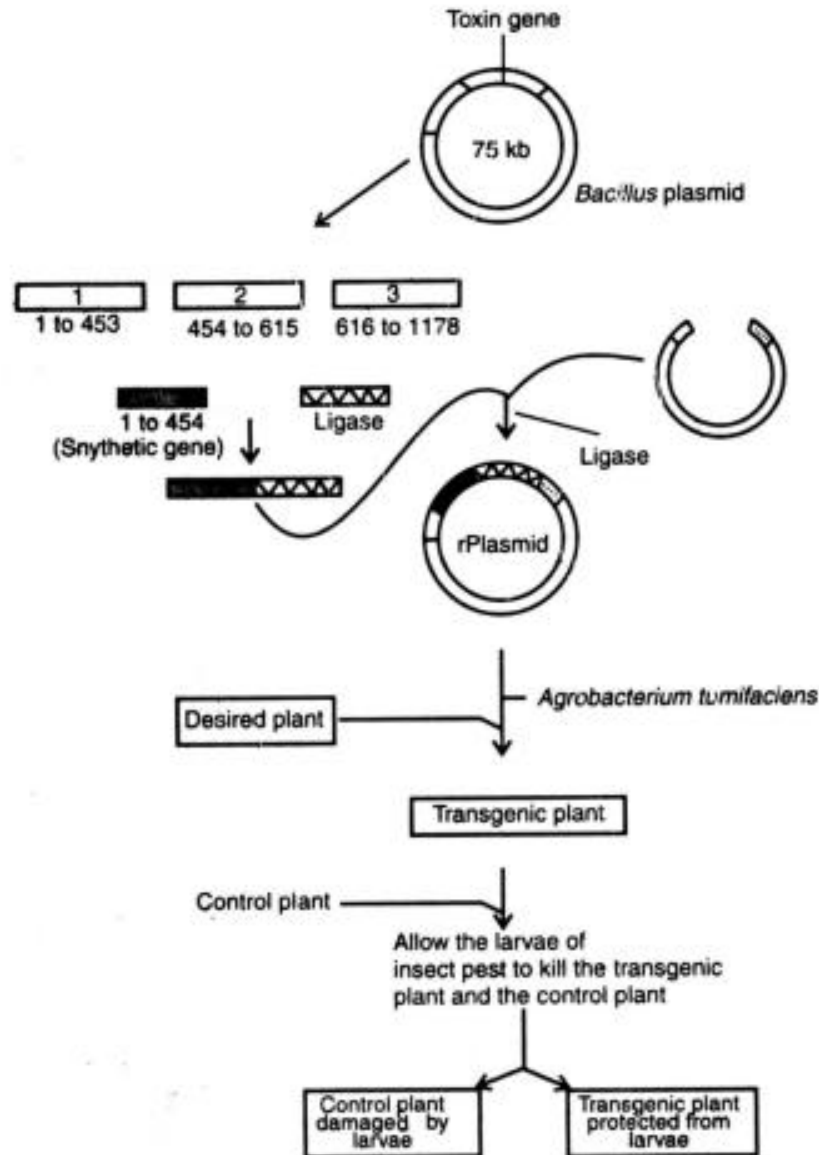 Toxin gene
75 kb
Bacillus plasmid
1
2
3
1 to 453
454 to 615
616 to 1178
1 to 454
(Snythetic gene)
Ligase
Ligase
rPlasmid
Agrobacterium tumifaciens
Desired plant
Transgenic plant
Control plant
Allow the larvae of
insect pest to kill the transgenic
plant and the control plant
Control plant
damaged by
larvae
Transgenic plant
protected from
larvae